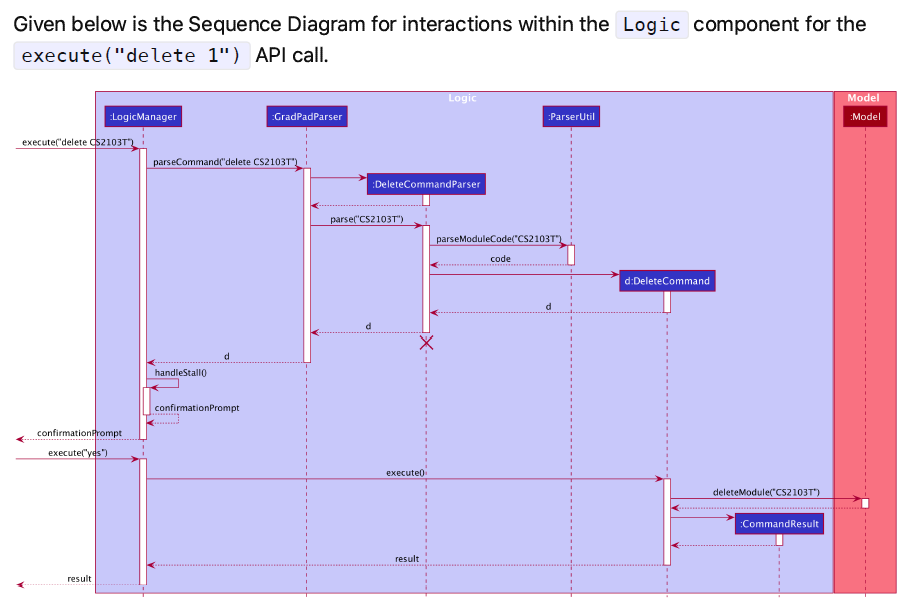 Given below is the Sequence Diagram for interactions within the Logic component for the
execute("delete 1") API call.
Logic
Model
:LogicManager
:GradPadParser
:ParserUtil
:Model
execute("delete CS2103T")
parseCommand("delete CS2103T")
:DeleteCommandParser
parse("CS2103T")
parseModuleCode("CS2103T")
code
d:DeleteCommand
d
d
d
handleStall()
confirmationPrompt
confirmationPrompt
execute("yes")
execute()
deleteModule("CS2103T")
:CommandResult
result
result